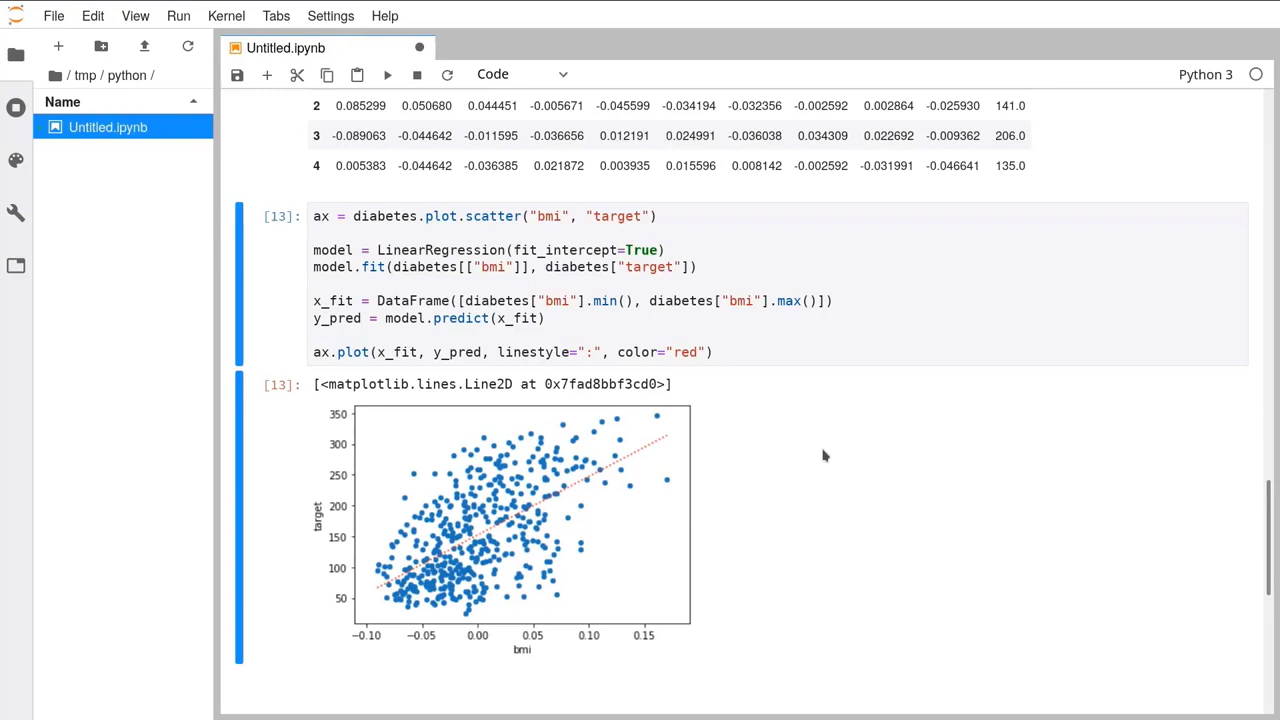 File Edit View Run Kernel Tabs Settings Help
Untitled.ipynb
Code
Python 3
/ tmp / python /
Name
Untitled.ipynb
2 0.085299 0.050680 0.044451 -0.005671 -0.045599 -0.034194 -0.032356 -0.002592 0.002864 -0.025930 141.0
3 -0.089063 -0.044642 -0.011595 -0.036656 0.012191 0.024991 -0.036038 0.034309 0.022692 -0.009362 206.0
4 0.005383 -0.044642 -0.036385 0.021872 0.003935 0.015596 0.008142 -0.002592 -0.031991 -0.046641 135.0
[13]: ax = diabetes.plot.scatter("bmi", "target")
model = LinearRegression(fit_intercept=True)
model.fit(diabetes[["bmi"]], diabetes["target"])
x_fit = DataFrame([diabetes["bmi"].min(), diabetes["bmi"].max()])
y_pred = model.predict(x_fit)
ax.plot(x_fit, y_pred, linestyle=":", color="red")
[13]: [<matplotlib.lines.Line2D at 0x7fad8bbf3cd0>]
350
300
250
200
150
100
50
target
−0.10 −0.05 0.00 0.05 0.10 0.15
bmi